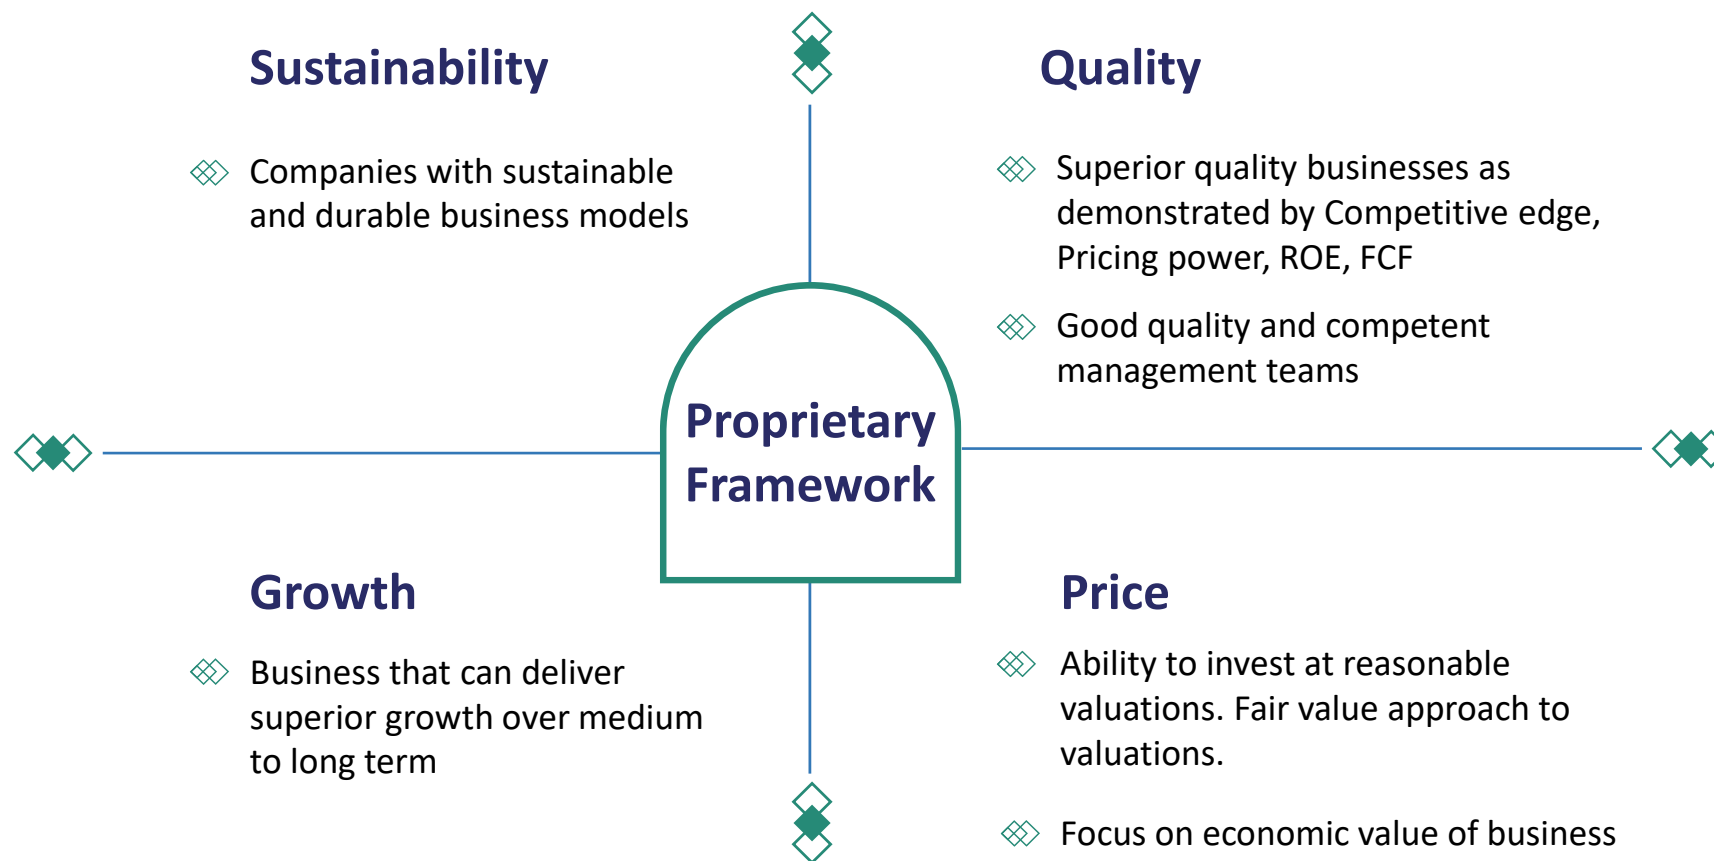 Sustainability
Companies with sustainable
and durable business models
Quality
Superior quality businesses as
demonstrated by Competitive edge,
Pricing power, ROE, FCF
Good quality and competent
management teams
Proprietary
Framework
Growth
Business that can deliver
superior growth over medium
to long term
Price
Ability to invest at reasonable
valuations. Fair value approach to
valuations.
Focus on economic value of business